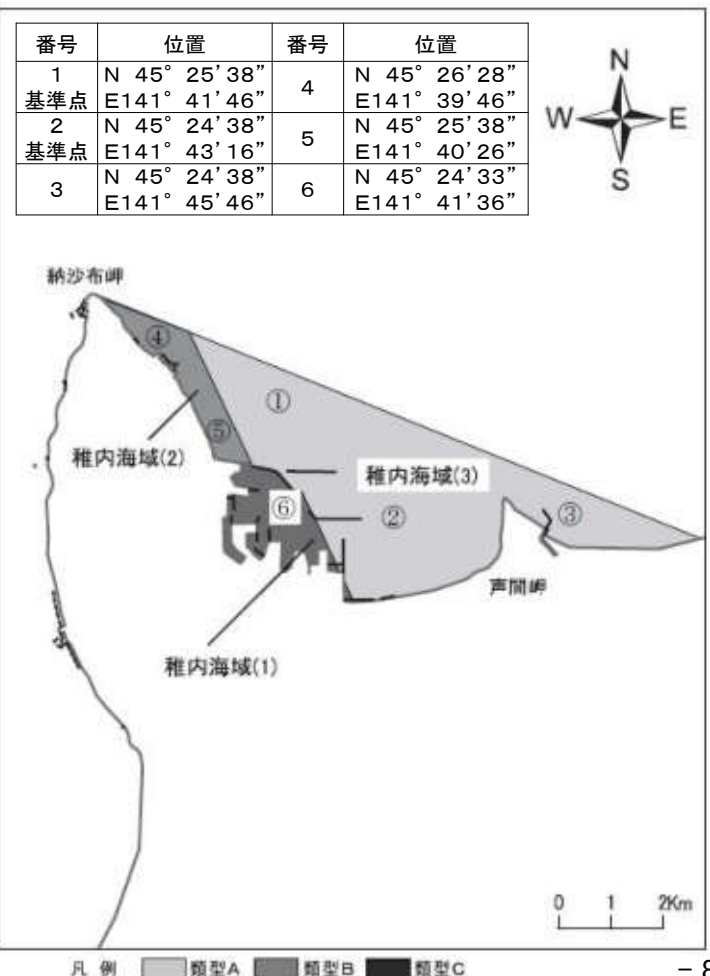 番号 位置 番号 位置
1 基準点 N 45° 25’38” E141° 41’46” 4 N 45° 26’28” E141° 39’46”
2 基準点 N 45° 24’38” E141° 43’16” 5 N 45° 25’38” E141° 40’26”
3 N 45° 24’38” E141° 45’46” 6 N 45° 24’33” E141° 41’36”
N
W E
S
納沙布岬
④
①
⑤
稚内海域(2)
稚内海域(3)
⑥
②
③
声問岬
稚内海域(1)
0 1 2Km
凡 例 類型A 類型B 類型C
- 8